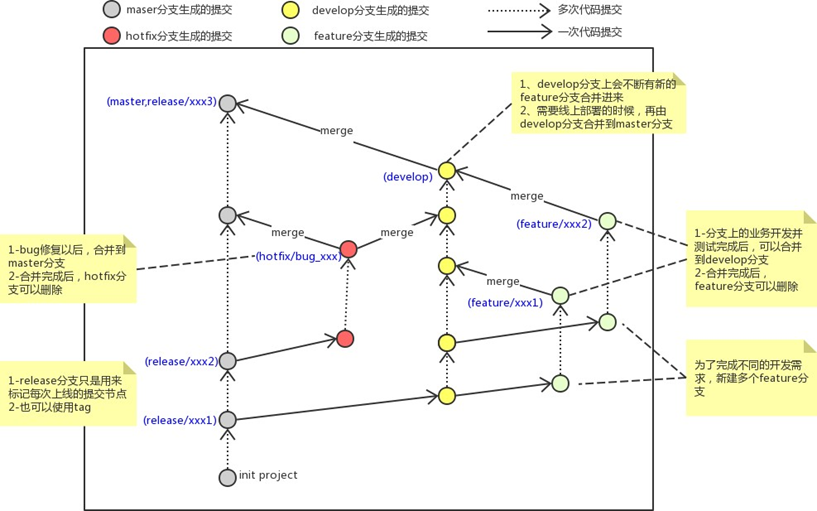 maser分支生成的提交
develop分支生成的提交
多次代码提交
hotfix分支生成的提交
feature分支生成的提交
一次代码提交
(master,release/xxx3)
merge
1、develop分支上会不断有新的
feature分支合并进来
2、需要线上部署的时候，再由
develop分支合并到master分支
(develop)
merge
(feature/xxx2)
merge
merge
1-bug修复以后，合并到
master分支
2-合并完成后，hotfix分
支可以删除
(hotfix/bug_xxx)
1-分支上的业务开发并
测试完成后，可以合并
到develop分支
2-合并完成后，
feature分支可以删除
merge
(feature/xxx1)
(release/xxx2)
为了完成不同的开发需
求，新建多个feature分
支
1-release分支只是用来
标记每次上线的提交节点
2-也可以使用tag
(release/xxx1)
init project